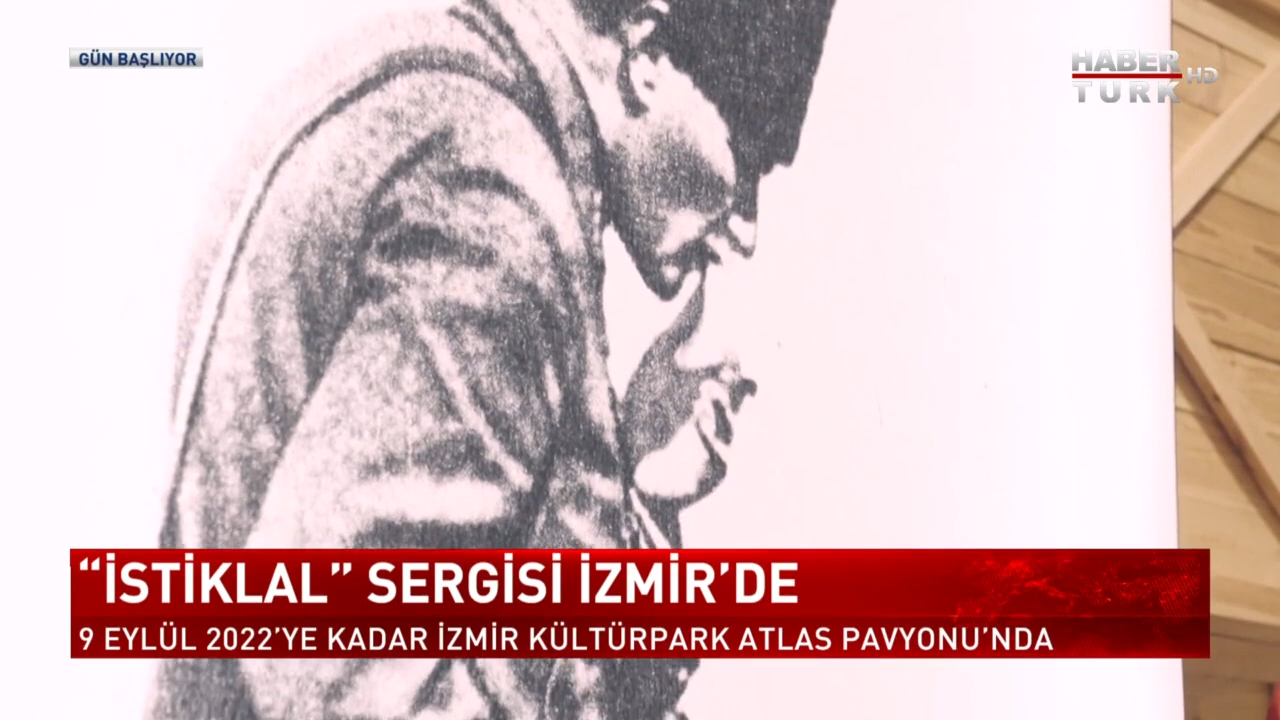 GÜN BAŞLIYOR
HABER
TURK HD
“İSTİKLAL” SERGİSİ İZMİR’DE
9 EYLÜL 2022’YE KADAR İZMİR KÜLTÜRPARK ATLAS PAVYONU’NDA